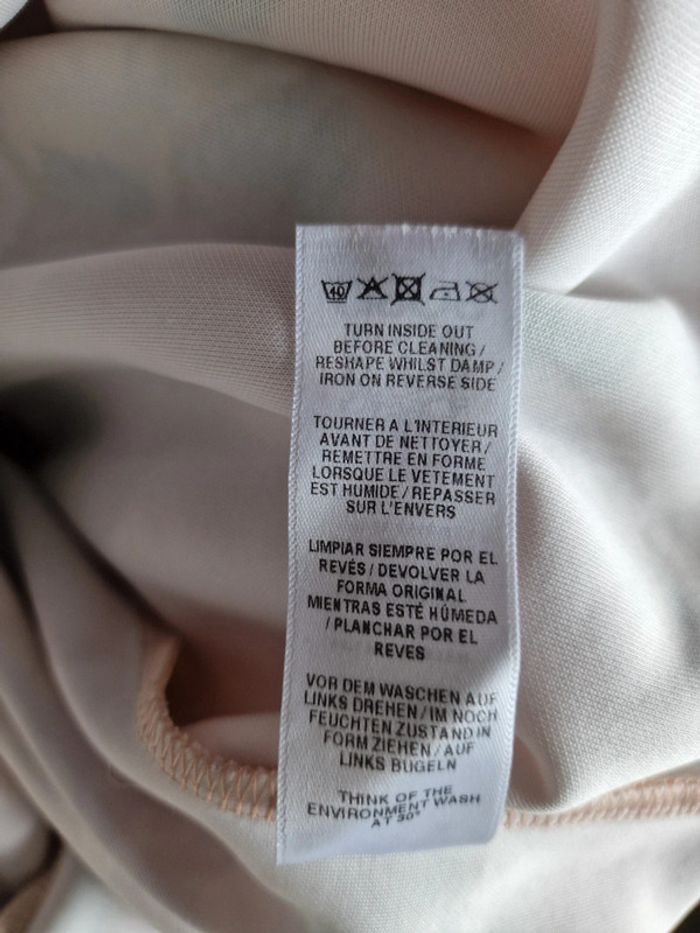 40
TURN INSIDE OUT
BEFORE CLEANING /
RESHAPE WHILST DAMP /
IRON ON REVERSE SIDE
TOURNER A L'INTERIEUR
AVANT DE NETTOYER /
REMETTRE EN FORME
LORSQUE LE VETEMENT
EST HUMIDE / REPASSER
SUR L'ENVERS
LIMPIAR SIEMPRE POR EL
REVÉS / DEVOLVER LA
FORMA ORIGINAL
MIENTRAS ESTÉ HÚMEDA
/ PLANCHAR POR EL
REVES
VOR DEM WASCHEN AUF
LINKS DREHEN / IM NOCH
FEUCHTEN ZUSTAND IN
FORM ZIEHEN / AUF
LINKS BUGELN
THINK OF THE
ENVIRONMENT WASH
AT 30°